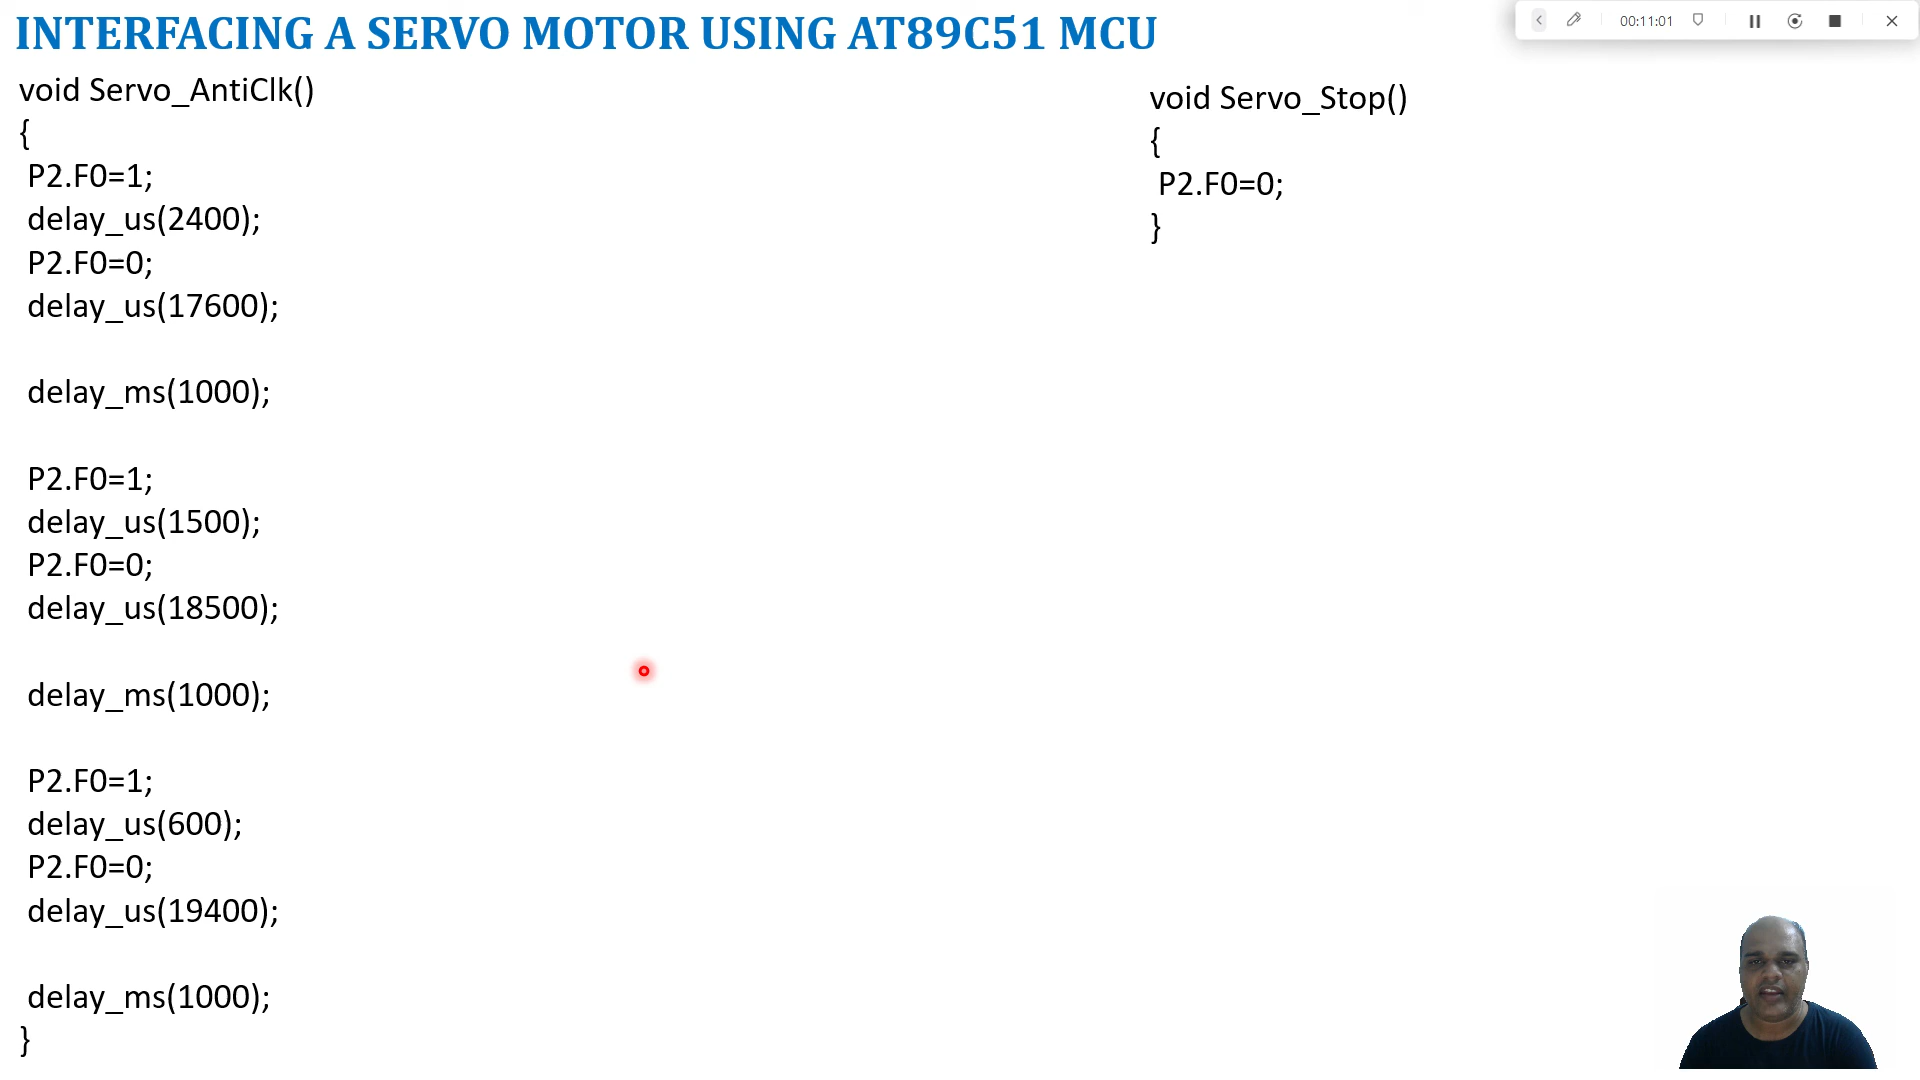 INTERFACING A SERVO MOTOR USING AT89C51 MCU
00:11:01
void Servo_AntiClk()
{
P2.F0=1;
delay_us(2400);
P2.F0=0;
delay_us(17600);
delay_ms(1000);
P2.F0=1;
delay_us(1500);
P2.F0=0;
delay_us(18500);
delay_ms(1000);
P2.F0=1;
delay_us(600);
P2.F0=0;
delay_us(19400);
delay_ms(1000);
}
void Servo_Stop()
{
P2.F0=0;
}